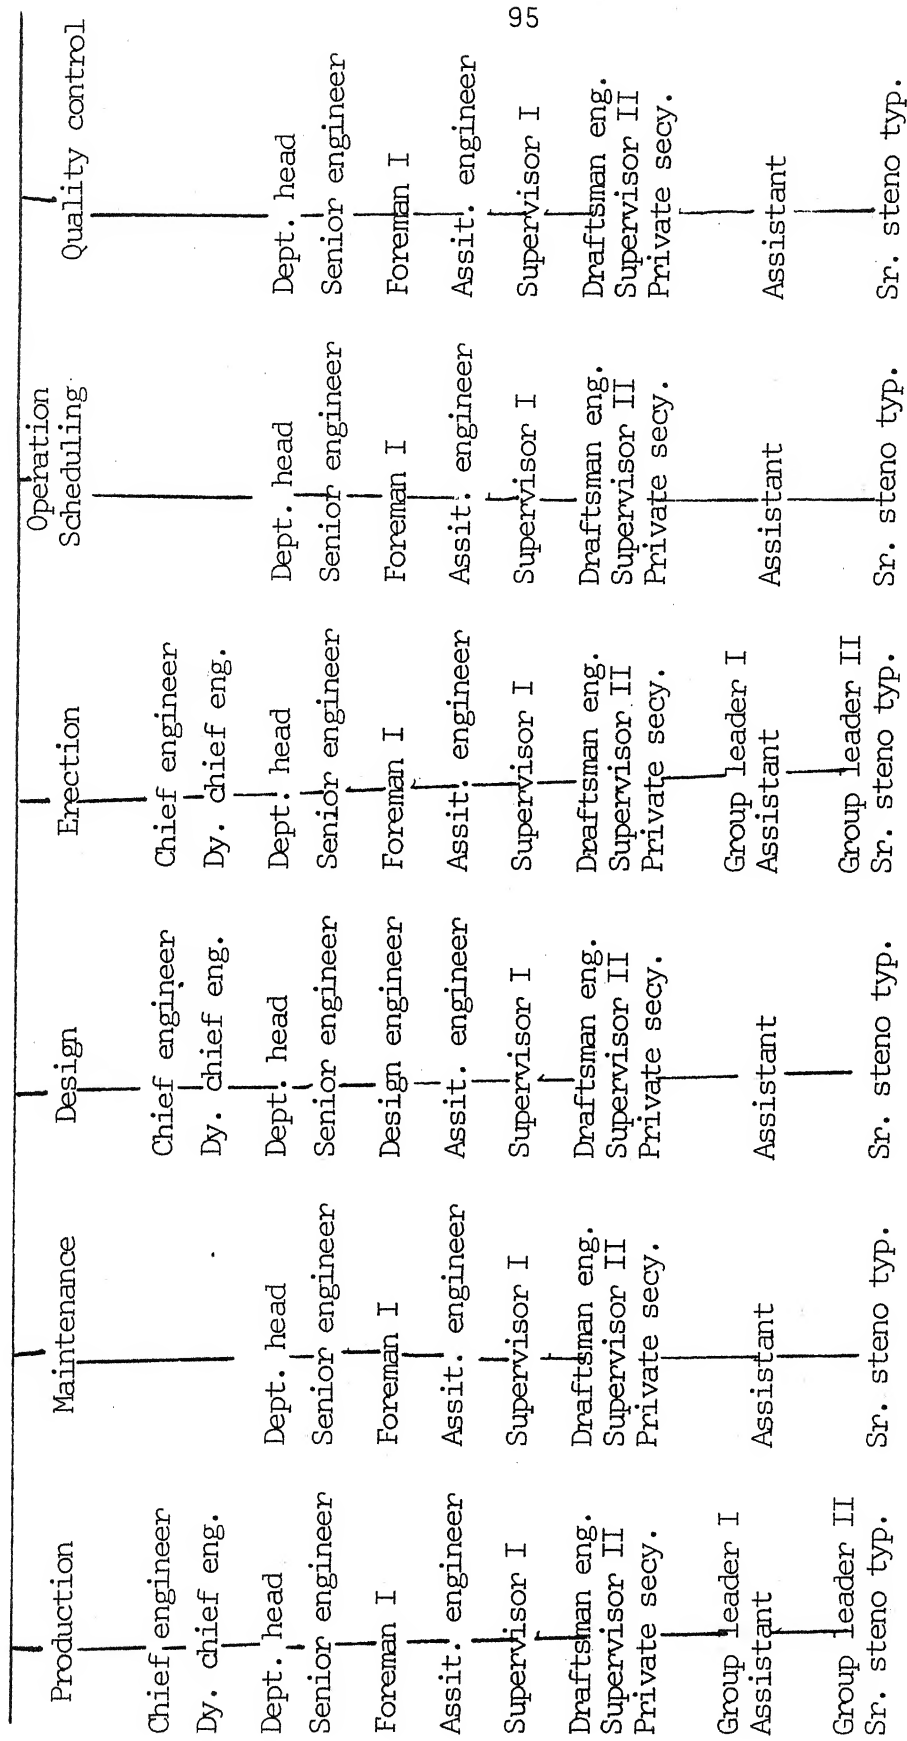 95
Production
Chief engineer
Dy. chief eng.
Dept. head
Senior engineer
Foreman I
Assit. engineer
Supervisor I
Draftsman eng.
Supervisor II
Private secy.
Group leader I
Assistant
Group leader II
Sr. steno typ.
Maintenance
Dept. head
Senior engineer
Foreman I
Assit. engineer
Supervisor I
Draftsman eng.
Supervisor II
Private secy.
Assistant
Sr. steno typ.
Design
Chief engineer
Dy. chief eng.
Dept. head
Senior engineer
Design engineer
Assit. engineer
Supervisor I
Draftsman eng.
Supervisor II
Private secy.
Assistant
Sr. steno typ.
Erection
Chief engineer
Dy. chief eng.
Dept. head
Senior engineer
Foreman I
Assit. engineer
Supervisor I
Draftsman eng.
Supervisor II
Private secy.
Group leader I
Assistant
Group leader II
Sr. steno typ.
Operation
Scheduling
Dept. head
Senior engineer
Foreman I
Assit. engineer
Supervisor I
Draftsman eng.
Supervisor II
Private secy.
Assistant
Sr. steno typ.
Quality control
Dept. head
Senior engineer
Foreman I
Assit. engineer
Supervisor I
Draftsman eng.
Supervisor II
Private secy.
Assistant
Sr. steno typ.